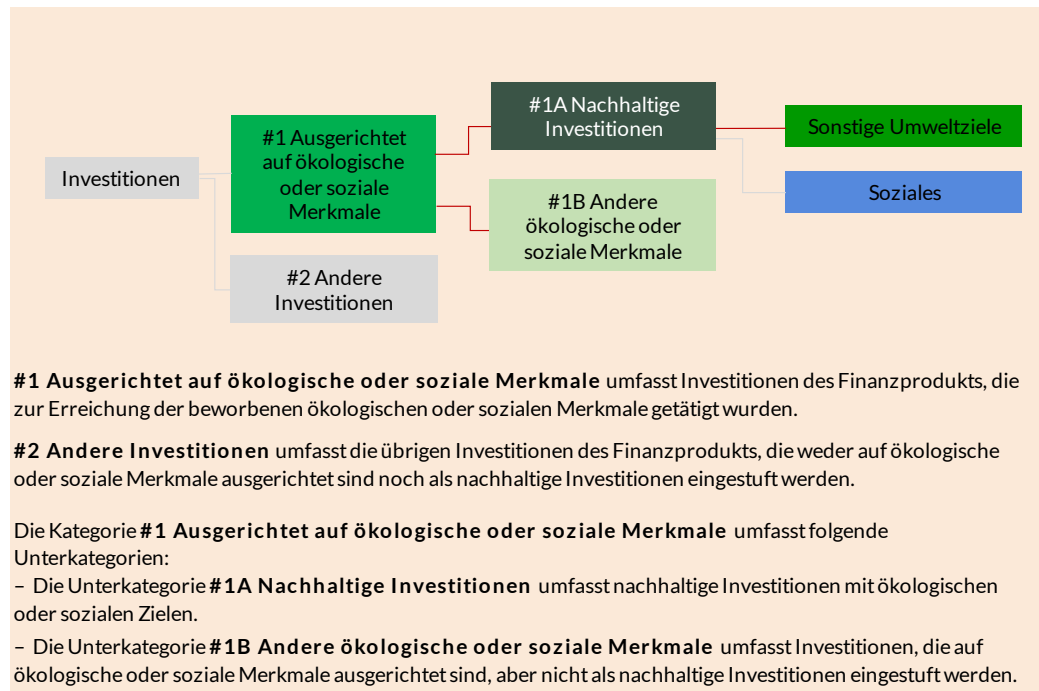 Investitionen
#1 Ausgerichtet
auf ökologische
oder soziale
Merkmale
#2 Andere
Investitionen
#1A Nachhaltige
Investitionen
#1B Andere
ökologische oder
soziale Merkmale
Sonstige Umweltziele
Soziales
#1 Ausgerichtet auf ökologische oder soziale Merkmale umfasst Investitionen des Finanzprodukts, die
zur Erreichung der beworbenen ökologischen oder sozialen Merkmale getätigt wurden.
#2 Andere Investitionen umfasst die übrigen Investitionen des Finanzprodukts, die weder auf ökologische
oder soziale Merkmale ausgerichtet sind noch als nachhaltige Investitionen eingestuft werden.
Die Kategorie #1 Ausgerichtet auf ökologische oder soziale Merkmale umfasst folgende
Unterkategorien:
– Die Unterkategorie #1A Nachhaltige Investitionen umfasst nachhaltige Investitionen mit ökologischen
oder sozialen Zielen.
– Die Unterkategorie #1B Andere ökologische oder soziale Merkmale umfasst Investitionen, die auf
ökologische oder soziale Merkmale ausgerichtet sind, aber nicht als nachhaltige Investitionen eingestuft werden.